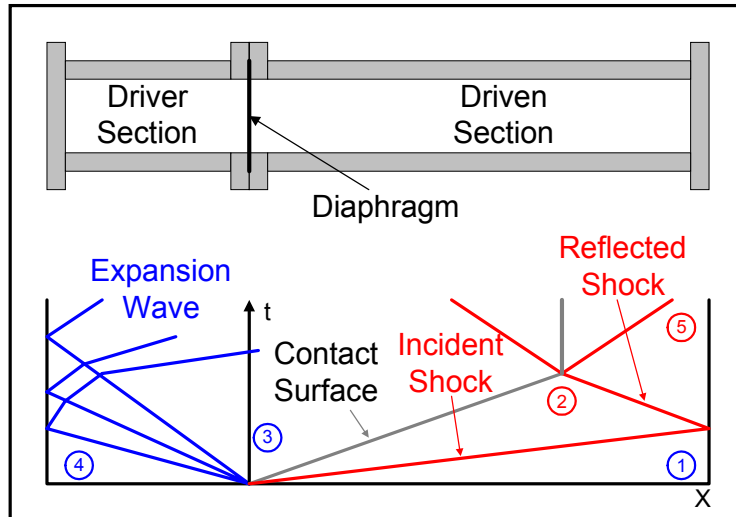 Driver
Section
Driven
Section
Diaphragm
Expansion
Wave
t
Contact
Surface
Incident
Shock
Reflected
Shock
5
2
3
4
1
X